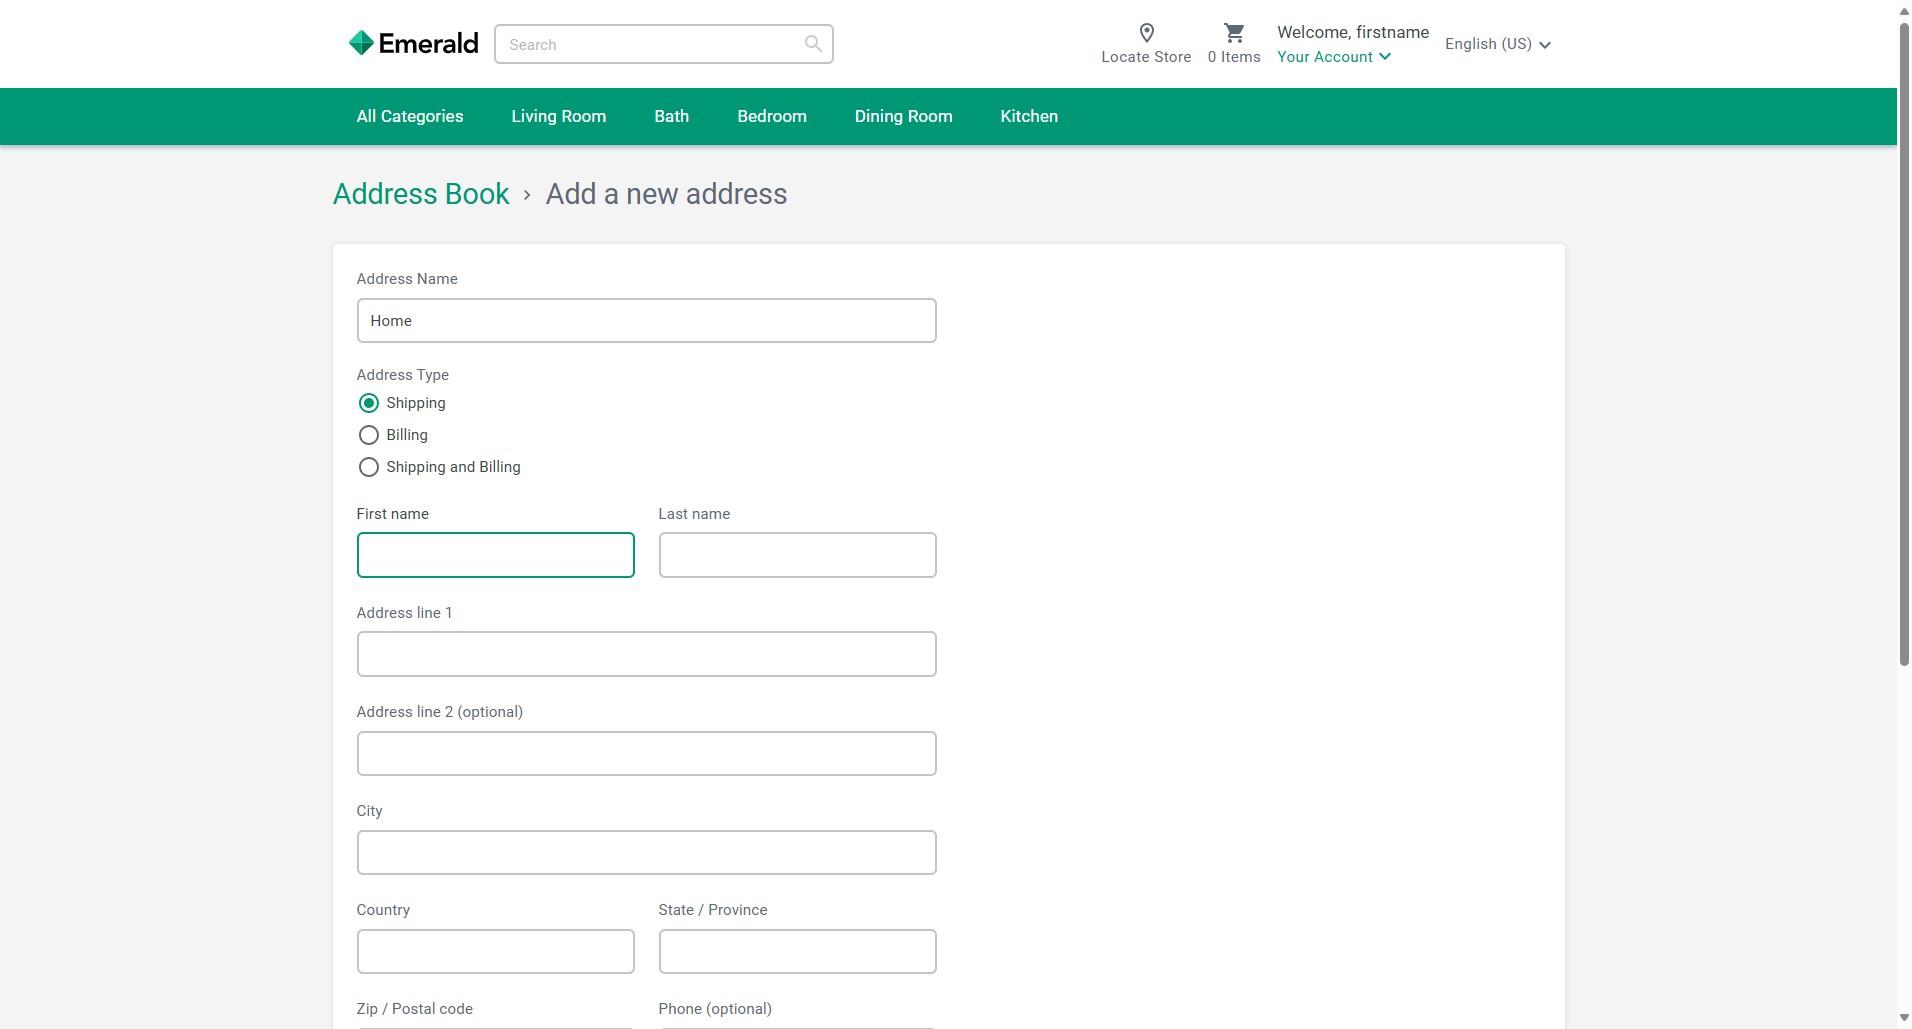 Emerald
Search
Locate Store
0 Items
Welcome, firstname
Your Account
English (US)
All Categories
Living Room
Bath
Bedroom
Dining Room
Kitchen
Address Book › Add a new address
Address Name
Home
Address Type
Shipping
Billing
Shipping and Billing
First name
Last name
Address line 1
Address line 2 (optional)
City
Country
State / Province
Zip / Postal code
Phone (optional)